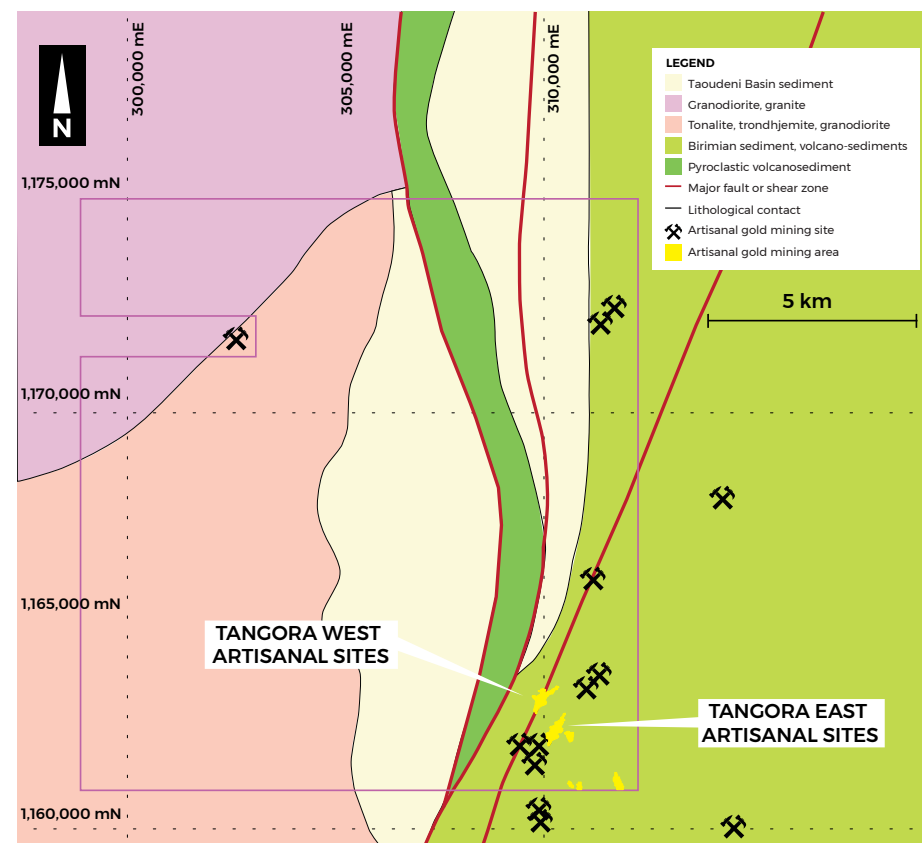 300,000 mE
305,000 mE
310,000 mE
N
LEGEND
Taoudeni Basin sediment
Granodiorite, granite
Tonalite, trondhjemite, granodiorite
Birimian sediment, volcano-sediments
Pyroclastic volcanosediment
Major fault or shear zone
Lithological contact
Artisanal gold mining site
Artisanal gold mining area
1,175,000 mN
5 km
1,170,000 mN
1,165,000 mN
TANGORA WEST
ARTISANAL SITES
TANGORA EAST
ARTISANAL SITES
1,160,000 mN